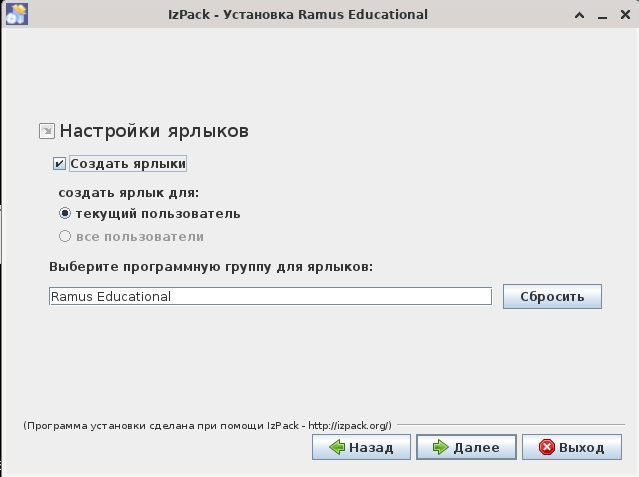 IzPack - Установка Ramus Educational
Настройки ярлыков
Создать ярлыки
создать ярлык для:
текущий пользователь
все пользователи
Выберите программную группу для ярлыков:
Ramus Educational
Сбросить
(Программа установки сделана при помощи IzPack - http://izpack.org/)
Назад
Далее
Выход